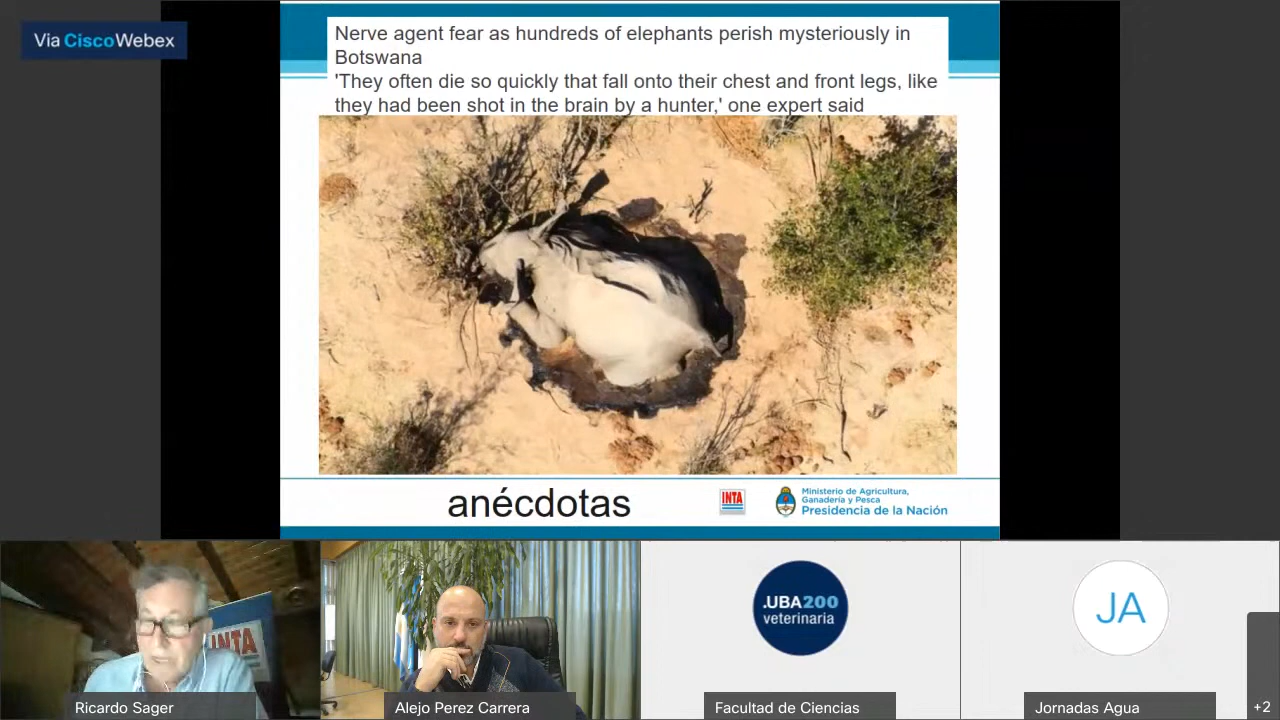 Vía CiscoWebex
Nerve agent fear as hundreds of elephants perish mysteriously in
Botswana
'They often die so quickly that fall onto their chest and front legs, like
they had been shot in the brain by a hunter,' one expert said
anécdotas
INTA
Ministerio de Agricultura,
Ganadería y Pesca
Presidencia de la Nación
INTA
.UBA200
veterinaria
JA
Ricardo Sager
Alejo Perez Carrera
Facultad de Ciencias
Jornadas Agua
+2